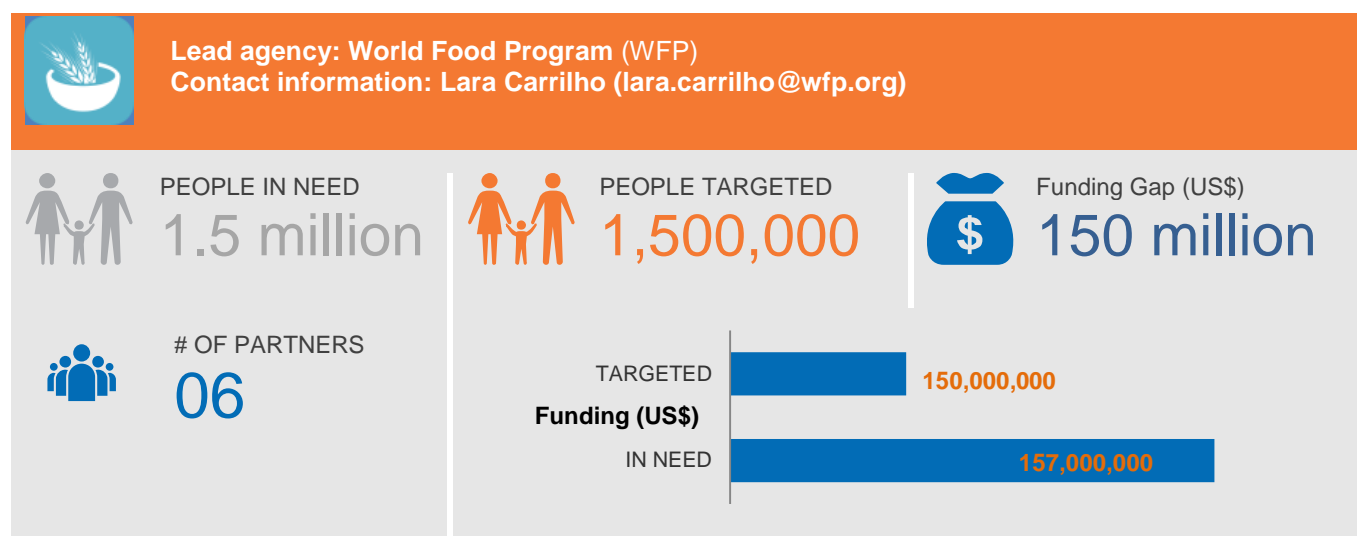 Lead agency: World Food Program (WFP)
Contact information: Lara Carrilho (lara.carrilho@wfp.org)
PEOPLE IN NEED
1.5 million
PEOPLE TARGETED
1,500,000
Funding Gap (US$)
$
150 million
# OF PARTNERS
06
TARGETED
150,000,000
Funding (US$)
IN NEED
157,000,000